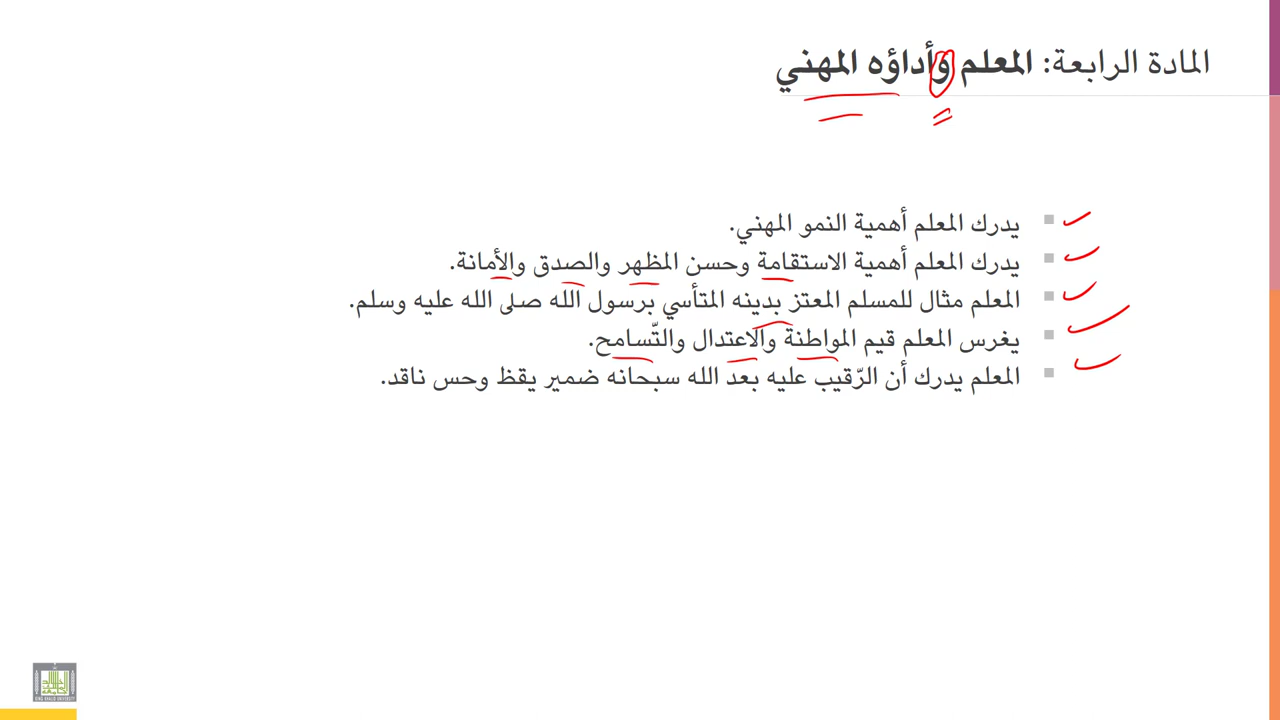 المادة الرابعة: المعلم وأداؤه المهني
يدرك المعلم أهمية النمو المهني.
يدرك المعلم أهمية الاستقامة وحسن المظهر والصدق والأمانة.
المعلم مثال للمسلم المعتز بدينه المتأسي برسول الله صلى الله عليه وسلم.
يغرس المعلم قيم المواطنة والاعتدال والتّسامح.
المعلم يدرك أن الرّقيب عليه بعد الله سبحانه ضمير يقظ وحس ناقد.